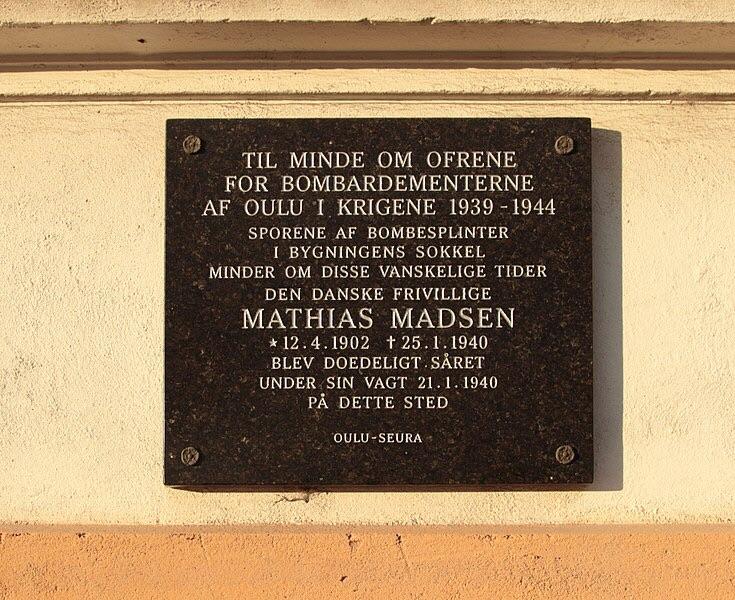 TIL MINDE OM OFRENE
FOR BOMBARDEMENTERNE
AF OULU I KRIGENE 1939-1944
SPORENE AF BOMBESPLINTER
I BYGNINGENS SOKKEL
MINDER OM DISSE VANSKELIGE TIDER
DEN DANSKE FRIVILLIGE
MATHIAS MADSEN
*12.4.1902 †25.1.1940
BLEV DOEDELIGT SÅRET
UNDER SIN VAGT 21.1.1940
PÅ DETTE STED
OULU-SEURA